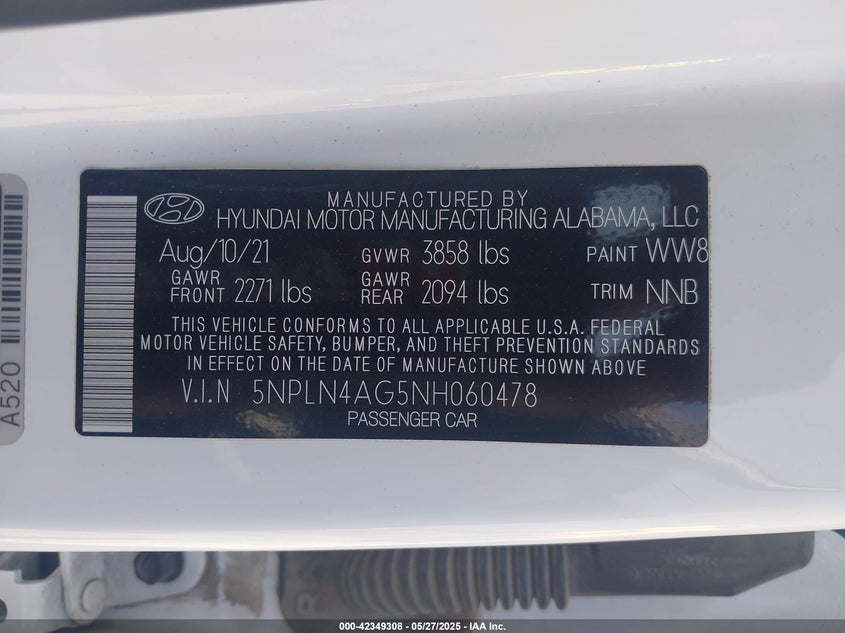 MANUFACTURED BY
HYUNDAI MOTOR MANUFACTURING ALABAMA, LLC
Aug/10/21 GVWR 3858 lbs PAINT WW8
GAWR FRONT 2271 lbs GAWR REAR 2094 lbs TRIM NNB
THIS VEHICLE CONFORMS TO ALL APPLICABLE U.S.A. FEDERAL
MOTOR VEHICLE SAFETY, BUMPER, AND THEFT PREVENTION STANDARDS
IN EFFECT ON THE DATE OF MANUFACTURE SHOWN ABOVE
V.I.N 5NPLN4AG5NH060478
PASSENGER CAR
A520
000-42349308 — 05/27/2025 — IAA Inc.